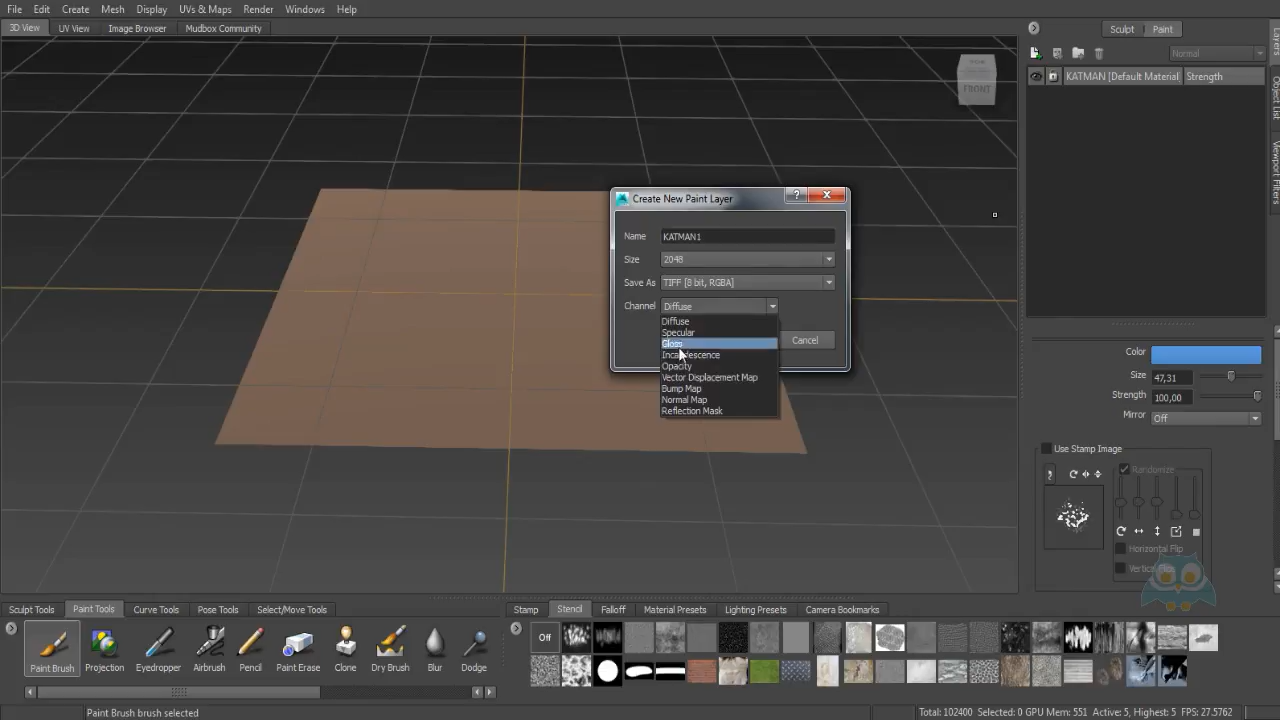 File Edit Create Mesh Display UVs & Maps Render Windows Help
3D View UV View Image Browser Mudbox Community
Sculpt Paint
Normal
KATMAN [Default Material Strength
Layers
Object List
Viewport Filters
FRONT
Create New Paint Layer
Name KATMAN1
Size 2048
Save As TIFF [8 bit, RGBA]
Channel Diffuse
Diffuse
Specular
Gloss
Incandescence
Opacity
Vector Displacement Map
Bump Map
Normal Map
Reflection Mask
Cancel
Color
Size 47,31
Strength 100,00
Mirror Off
Use Stamp Image
Randomize
Horizontal Flip
Vertical Flip
Sculpt Tools Paint Tools Curve Tools Pose Tools Select/Move Tools
Stamp Stencil Falloff Material Presets Lighting Presets Camera Bookmarks
Off
Paint Brush Projection Eyedropper Airbrush Pencil Paint Erase Clone Dry Brush Blur Dodge
Paint Brush brush selected
Total: 102400 Selected: 0 GPU Mem: 551 Active: 5, Highest: 5 FPS: 27.5762